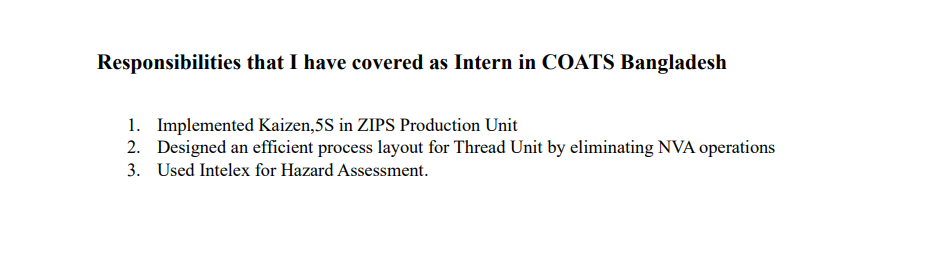 Responsibilities that I have covered as Intern in COATS Bangladesh
1. Implemented Kaizen,5S in ZIPS Production Unit
2. Designed an efficient process layout for Thread Unit by eliminating NVA operations
3. Used Intelex for Hazard Assessment.